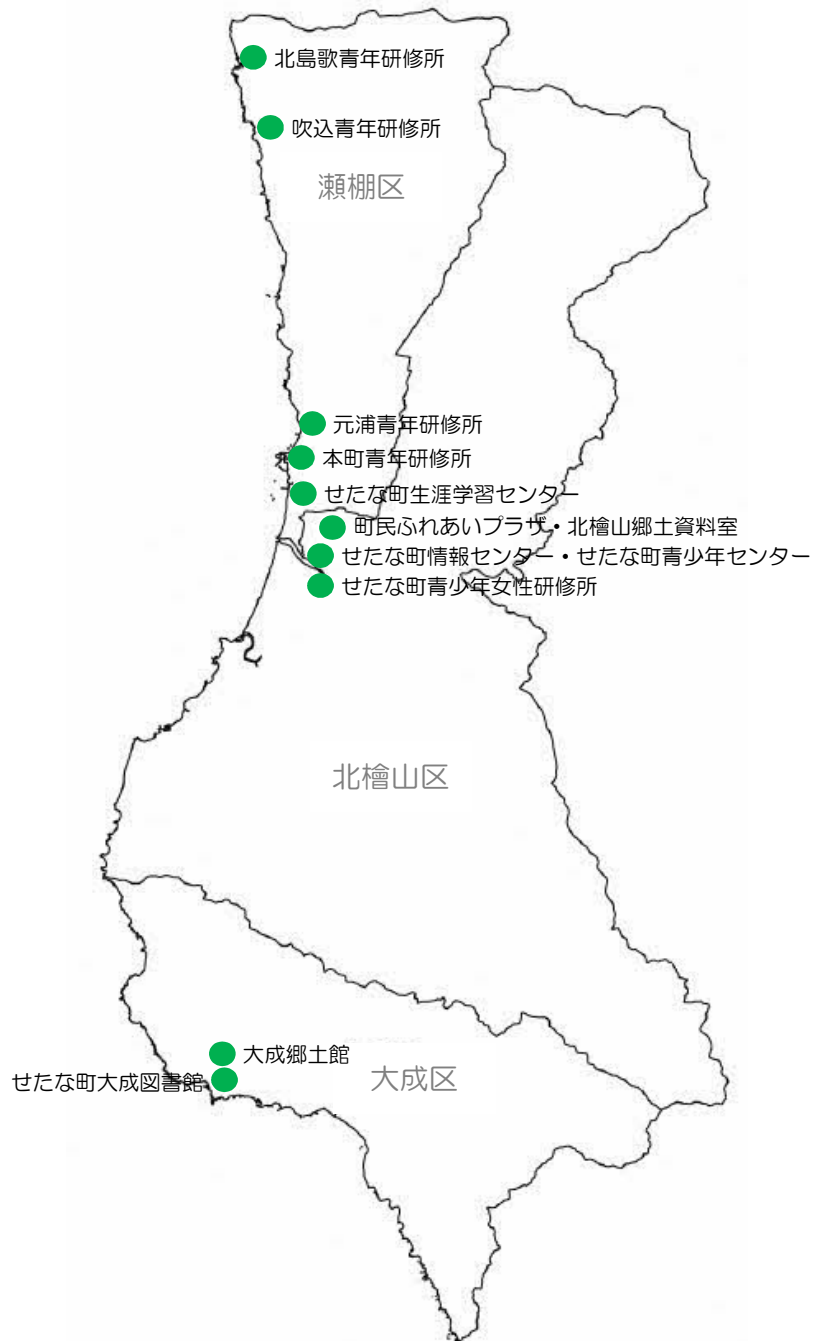 北島歌青年研修所
吹込青年研修所
瀬棚区
元浦青年研修所
本町青年研修所
せたな町生涯学習センター
町民ふれあいプラザ・北檜山郷土資料室
せたな町情報センター・せたな町青少年センター
せたな町青少年女性研修所
北檜山区
大成郷土館
せたな町大成図書館
大成区